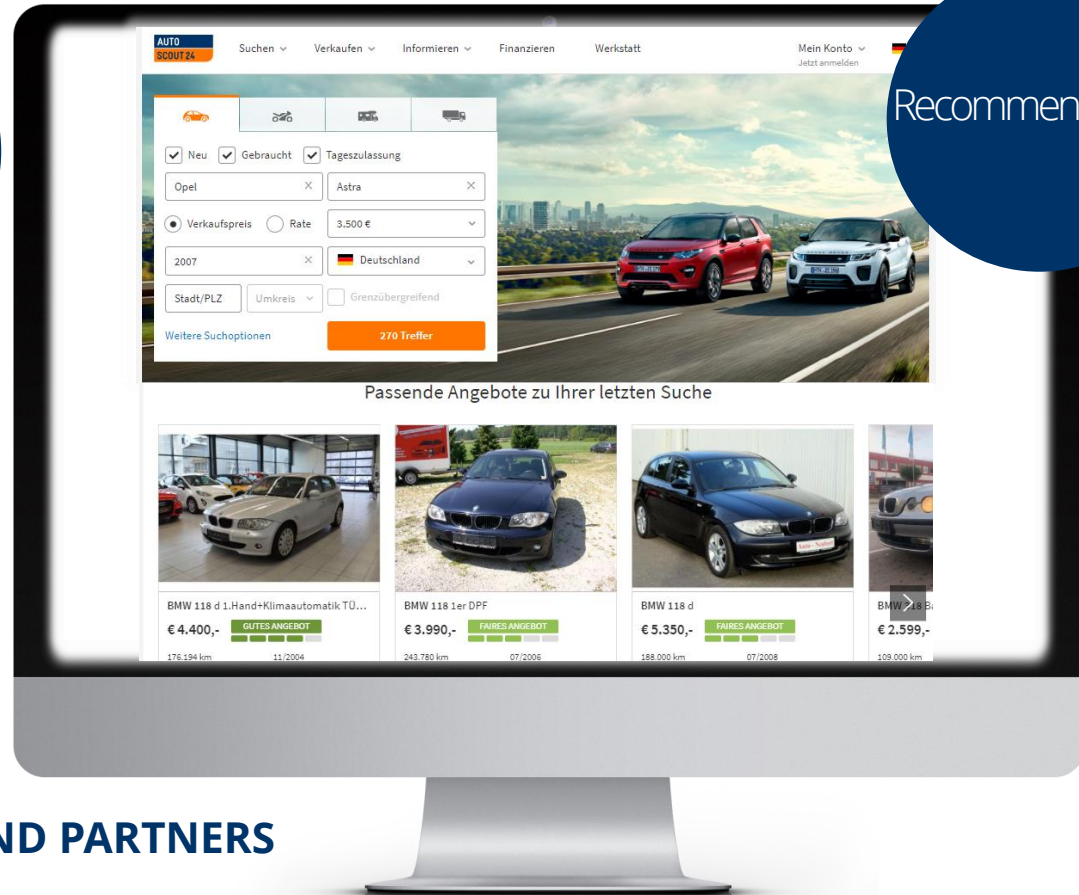 AUTO
SCOUT 24
Suchen
Verkaufen
Informieren
Finanzieren
Werkstatt
Mein Konto
Jetzt anmelden
Recommen
Neu
Gebraucht
Tageszulassung
Opel
Astra
Verkaufspreis
Rate
3.500 €
2007
Deutschland
Stadt/PLZ
Umkreis
Grenzübergreifend
Weitere Suchoptionen
270 Treffer
Passende Angebote zu Ihrer letzten Suche
BMW 118 d 1.Hand+Klimaautomatik TÜ...
€ 4.400,-
GUTES ANGEBOT
176.194 km
11/2004
BMW 118 1er DPF
€ 3.990,-
FAIRES ANGEBOT
243.780 km
07/2006
BMW 118 d
€ 5.350,-
FAIRES ANGEBOT
188.000 km
07/2008
€ 2.599,-
109.000 km
ND PARTNERS